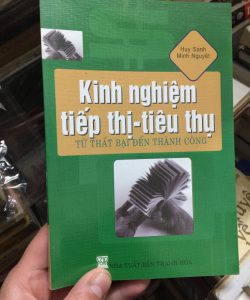 Huy Sanh
Minh Nguyệt
Kinh nghiệm
tiếp thị-tiêu thụ
TỪ THẤT BẠI ĐẾN THÀNH CÔNG
NHÀ XUẤT BẢN THANH HÓA